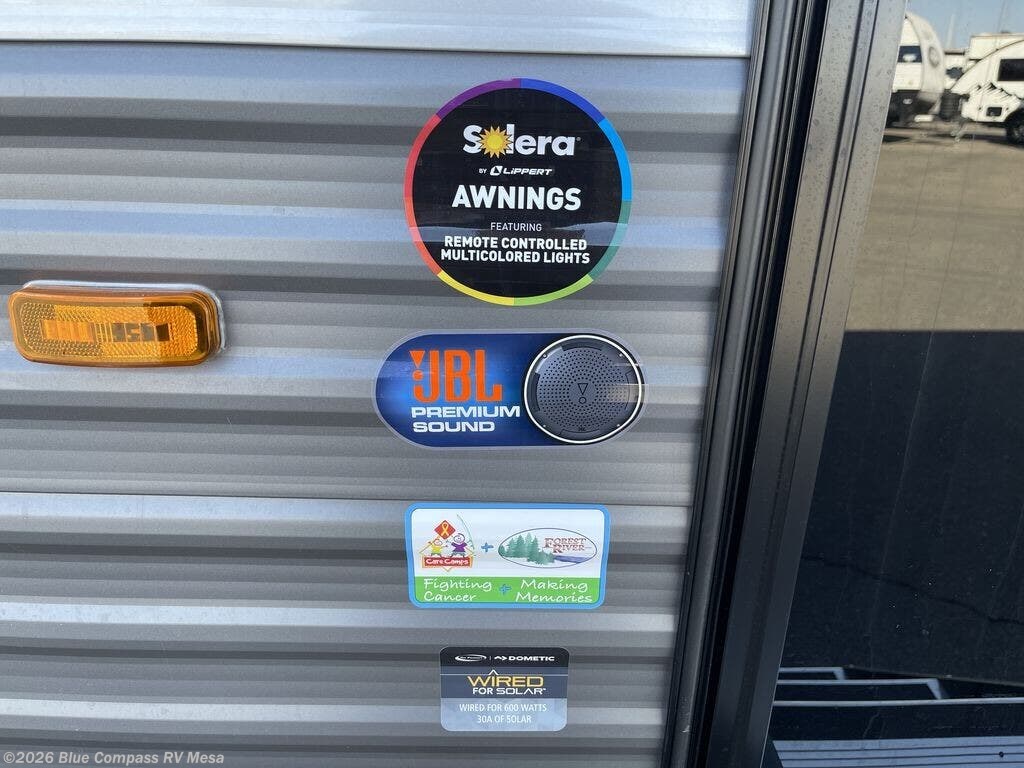 Solera
BY LIPPERT
AWNINGS
FEATURING
REMOTE CONTROLLED
MULTICOLORED LIGHTS
JBL
PREMIUM
SOUND
Care Camps
+
FOREST RIVER
Fighting Cancer + Making Memories
DOMETIC
WIRED
FOR SOLAR
WIRED FOR 600 WATTS
30A OF SOLAR
©2026 Blue Compass RV Mesa